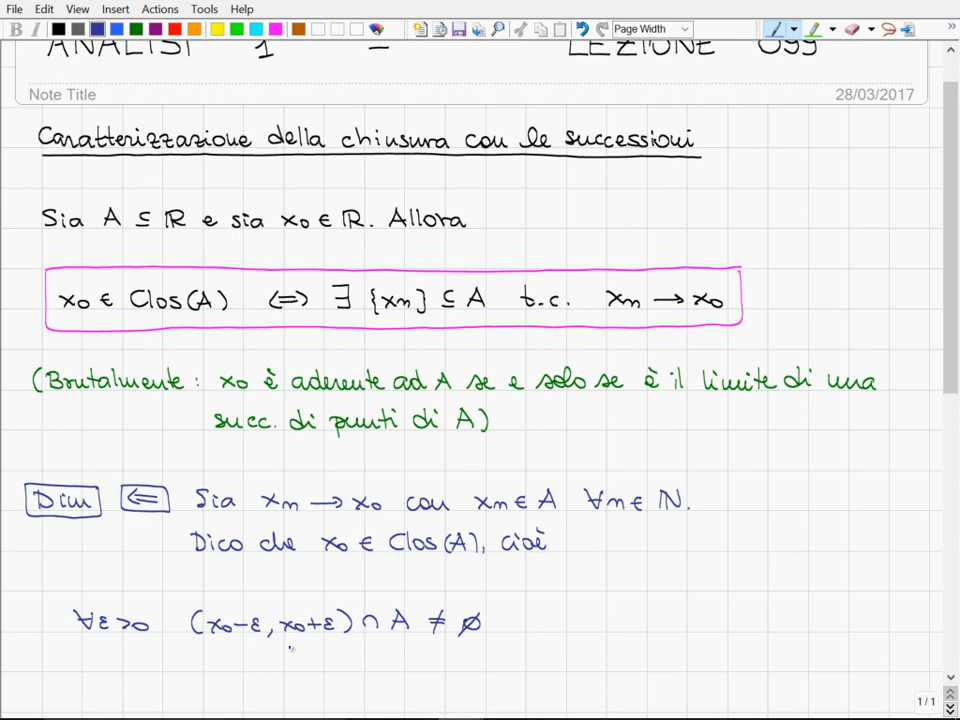 File Edit View Insert Actions Tools Help
B I U Page Width
ANALISI 1 – LEZIONE 099
Note Title 28/03/2017
Caratterizzazione della chiusura con le successioni
Sia A ⊆ ℝ e sia x₀ ∈ ℝ. Allora
x₀ ∈ Clos(A) ⟺ ∃ {xₙ} ⊆ A t.c. xₙ → x₀
(Brutalmente: x₀ è aderente ad A se e solo se è il limite di una
succ. di punti di A)
Dim ⟸ Sia xₙ → x₀ con xₙ ∈ A ∀n ∈ ℕ.
Dico che x₀ ∈ Clos(A), cioè
∀ε>0 (x₀-ε, x₀+ε) ∩ A ≠ ∅
1 / 1